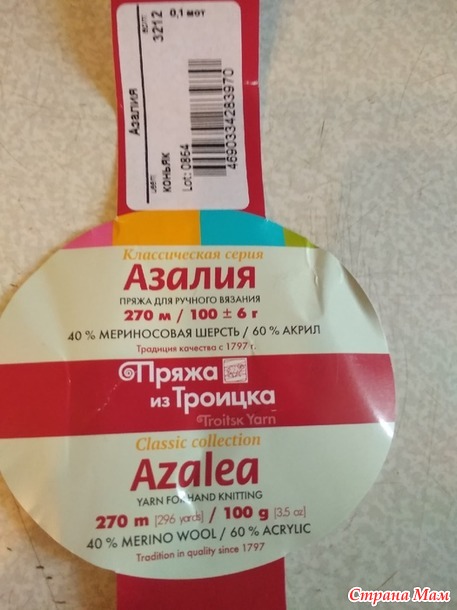 арт.
3212
0,1 мот
Азалия
цвет
коньяк
Lot: 0864
4690334283970
Классическая серия
Азалия
ПРЯЖА ДЛЯ РУЧНОГО ВЯЗАНИЯ
270 м / 100 ± 6 г
40 % МЕРИНОСОВАЯ ШЕРСТЬ / 60 % АКРИЛ
Традиция качества с 1797 г.
Пряжа
из Троицка
Troitsk Yarn
Classic collection
Azalea
YARN FOR HAND KNITTING
270 m [296 yards] / 100 g [3.5 oz]
40 % MERINO WOOL / 60 % ACRYLIC
Tradition in quality since 1797
Страна Мам